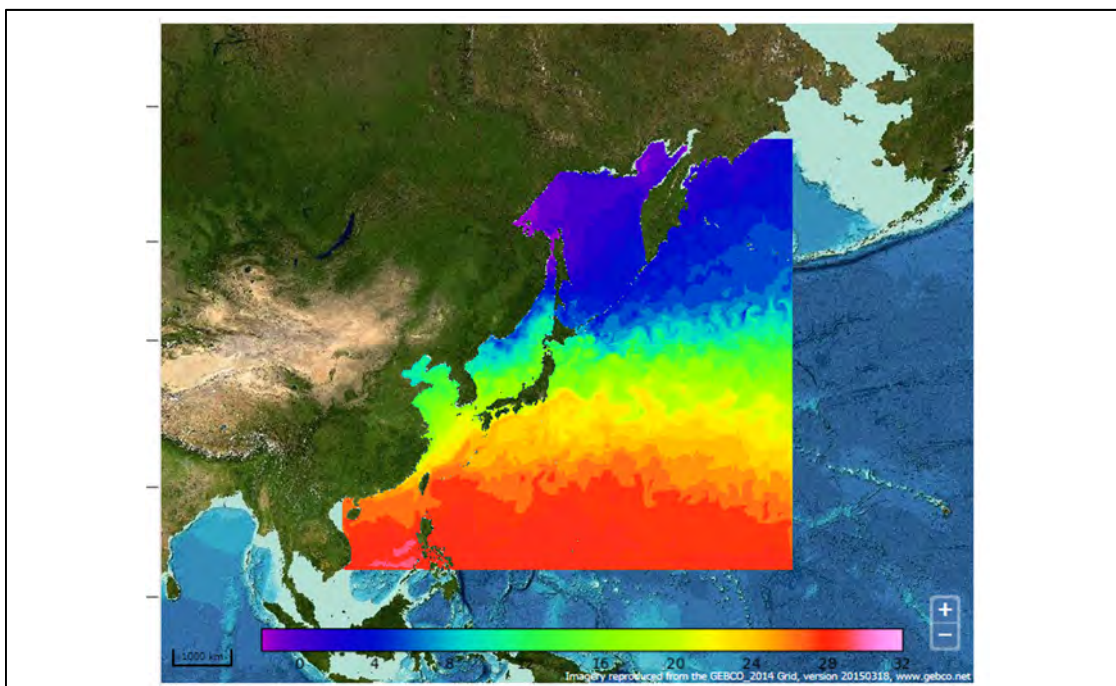 +
−
0 4 8 12 16 20 24 28 32
1000 km
Imagery reproduced from the GEBCO_2014 Grid, version 20150318, www.gebco.net